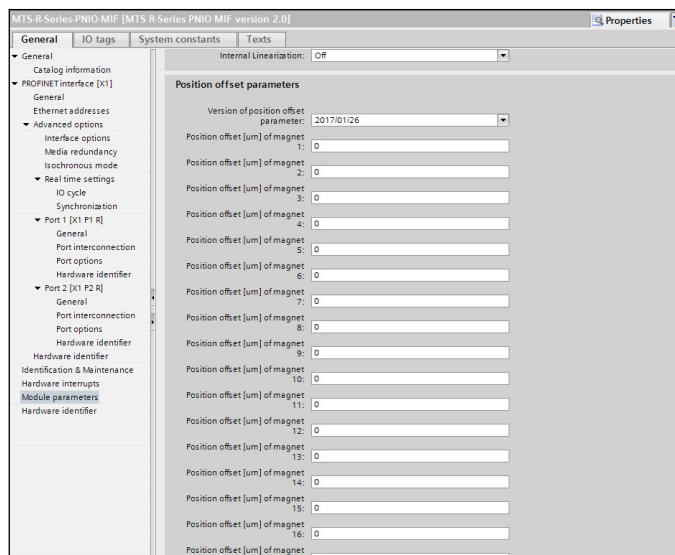 MTS-R-Series-PNIO-MIF [MTS R-Series PNIO MIF version 2.0]
Properties
General
IO tags
System constants
Texts
General
Catalog information
PROFINET interface [X1]
General
Ethernet addresses
Advanced options
Interface options
Media redundancy
Isochronous mode
Real time settings
IO cycle
Synchronization
Port 1 [X1 P1 R]
General
Port interconnection
Port options
Hardware identifier
Port 2 [X1 P2 R]
General
Port interconnection
Port options
Hardware identifier
Hardware identifier
Identification & Maintenance
Hardware interrupts
Module parameters
Hardware identifier
Internal Linearization: Off
Position offset parameters
Version of position offset
parameter: 2017/01/26
Position offset [um] of magnet
1: 0
Position offset [um] of magnet
2: 0
Position offset [um] of magnet
3: 0
Position offset [um] of magnet
4: 0
Position offset [um] of magnet
5: 0
Position offset [um] of magnet
6: 0
Position offset [um] of magnet
7: 0
Position offset [um] of magnet
8: 0
Position offset [um] of magnet
9: 0
Position offset [um] of magnet
10: 0
Position offset [um] of magnet
11: 0
Position offset [um] of magnet
12: 0
Position offset [um] of magnet
13: 0
Position offset [um] of magnet
14: 0
Position offset [um] of magnet
15: 0
Position offset [um] of magnet
16: 0
Position offset [um] of magnet